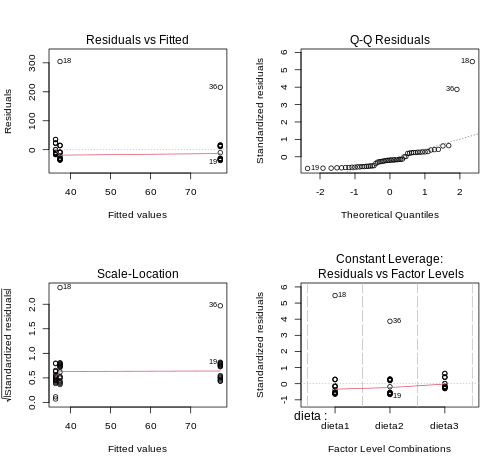 Residuals vs Fitted
Residuals
0 100 200 300
18
36
19
40 50 60 70
Fitted values
Q-Q Residuals
Standardized residuals
0 1 2 3 4 5 6
18
36
19
-2 -1 0 1 2
Theoretical Quantiles
Scale-Location
√|Standardized residuals|
0.0 0.5 1.0 1.5 2.0
18
36
19
40 50 60 70
Fitted values
Constant Leverage:
Residuals vs Factor Levels
Standardized residuals
-1 0 1 2 3 4 5 6
18
36
19
dieta :
dieta1 dieta2 dieta3
Factor Level Combinations